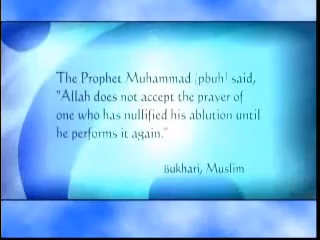 The Prophet Muhammad (pbuh) said,
"Allah does not accept the prayer of
one who has nullified his ablution until
he performs it again."
Bukhari, Muslim